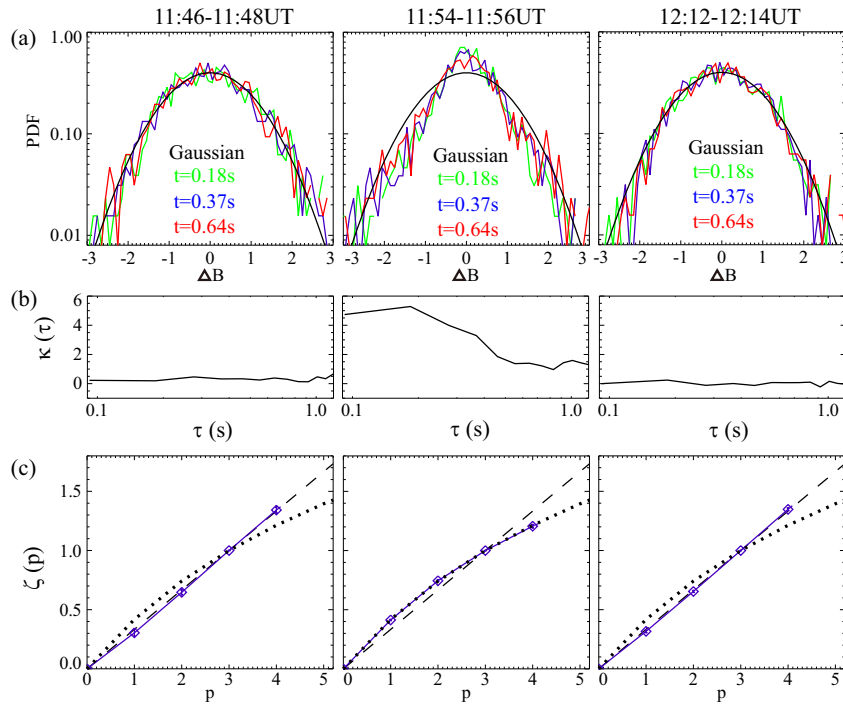 11:46-11:48UT 11:54-11:56UT 12:12-12:14UT
(a)
1.00
0.10
0.01
PDF
Gaussian
t=0.18s
t=0.37s
t=0.64s
-3 -2 -1 0 1 2 3
ΔB
Gaussian
t=0.18s
t=0.37s
t=0.64s
-3 -2 -1 0 1 2 3
ΔB
Gaussian
t=0.18s
t=0.37s
t=0.64s
-3 -2 -1 0 1 2 3
ΔB
(b)
6
4
2
0
κ (τ)
0.1 1.0
τ (s)
0.1 1.0
τ (s)
0.1 1.0
τ (s)
(c)
1.5
1.0
0.5
0.0
ζ (p)
0 1 2 3 4 5
p
0 1 2 3 4 5
p
0 1 2 3 4 5
p